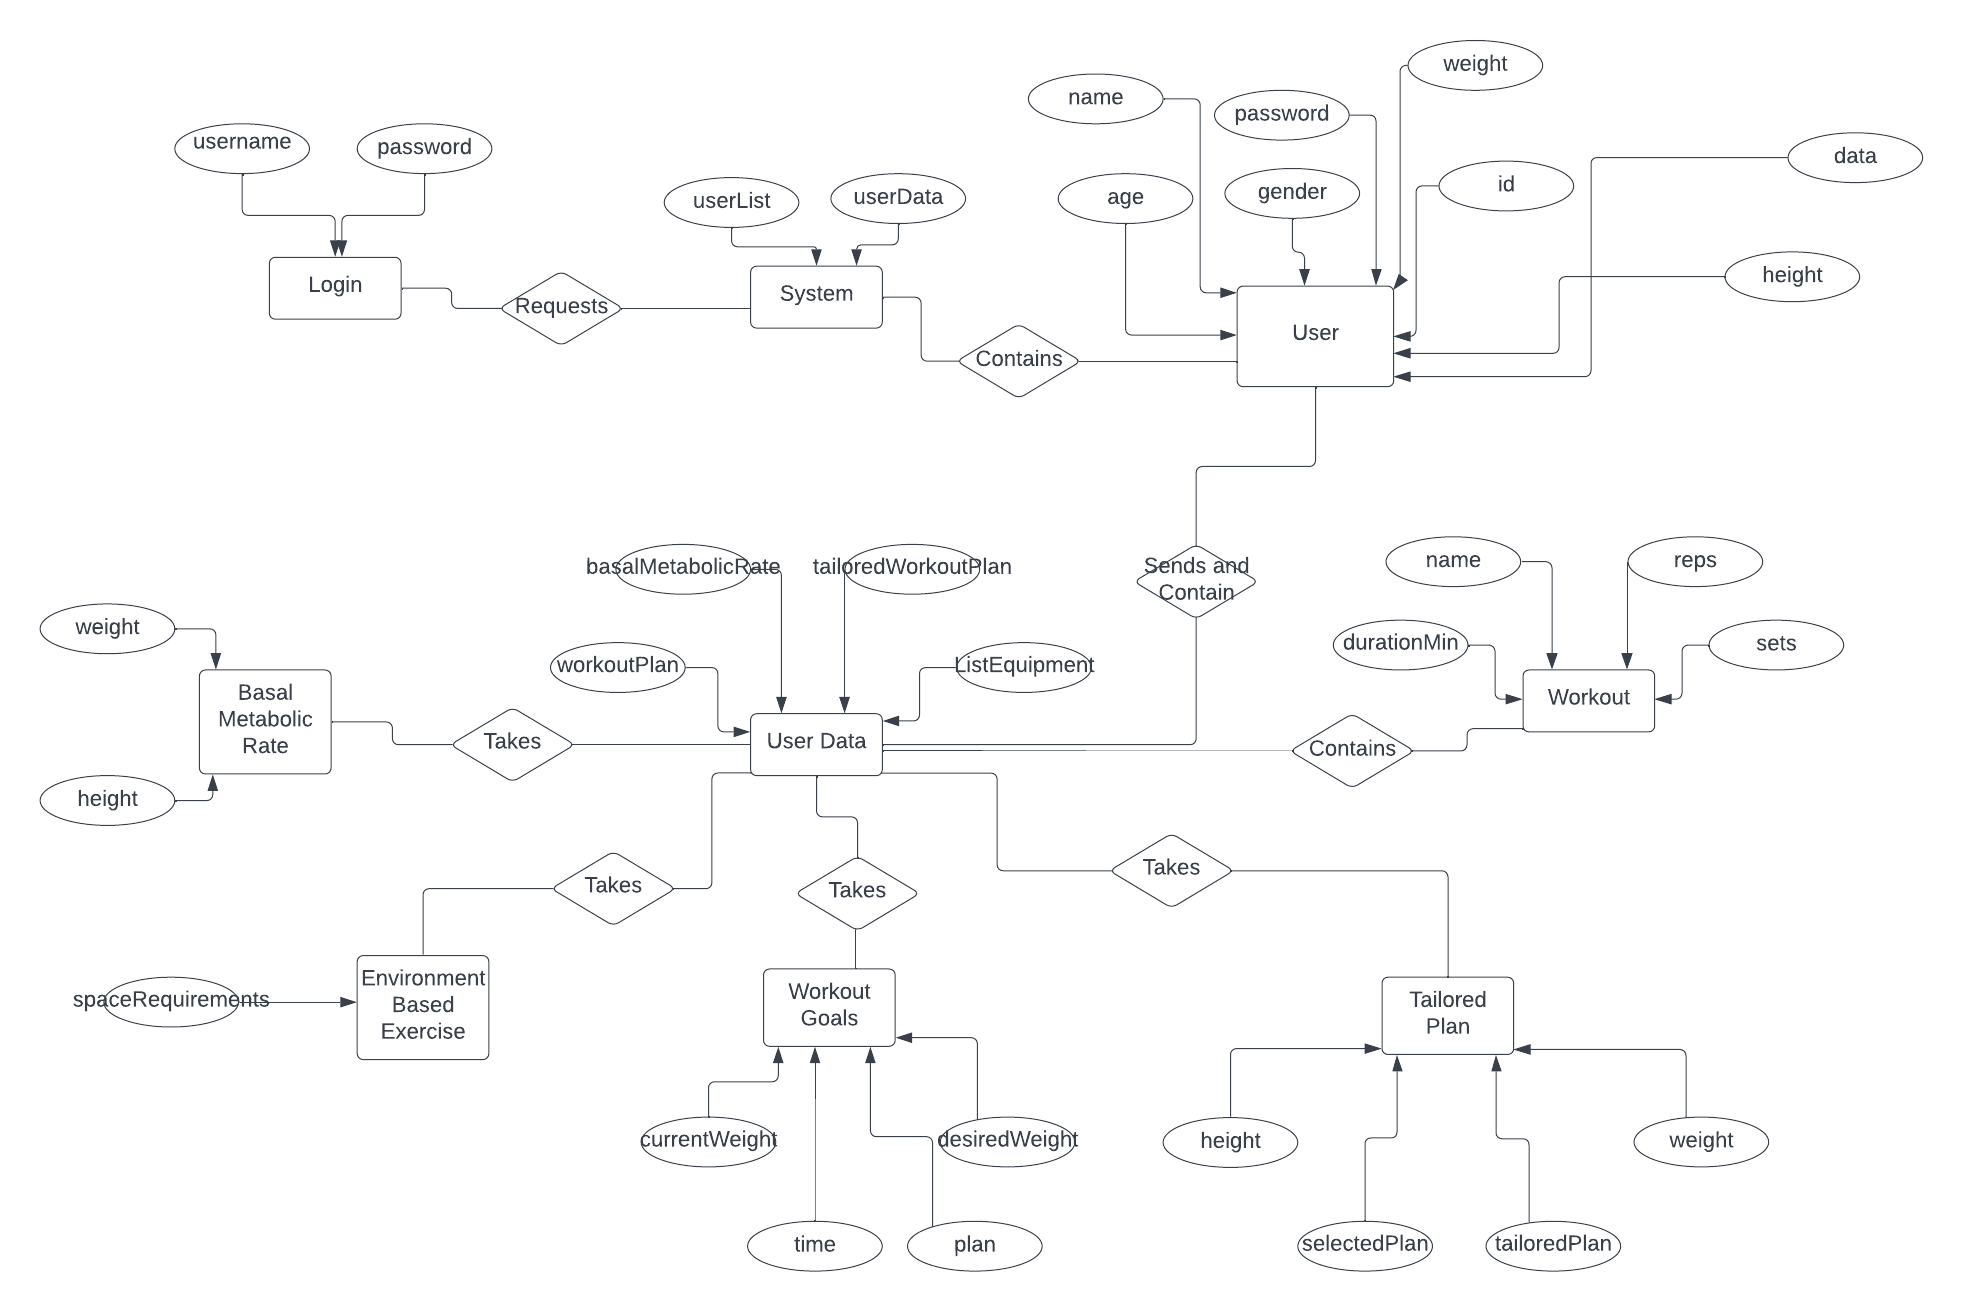 weight
name
password
username
password
data
id
gender
userList
userData
age
height
Login
System
Requests
User
Contains
Sends and
Contain
basalMetabolicRate
tailoredWorkoutPlan
name
reps
weight
durationMin
sets
workoutPlan
ListEquipment
Basal
Metabolic
Rate
Takes
User Data
Workout
Contains
height
Takes
Takes
Takes
spaceRequirements
Environment
Based
Exercise
Workout
Goals
Tailored
Plan
currentWeight
desiredWeight
height
weight
time
plan
selectedPlan
tailoredPlan